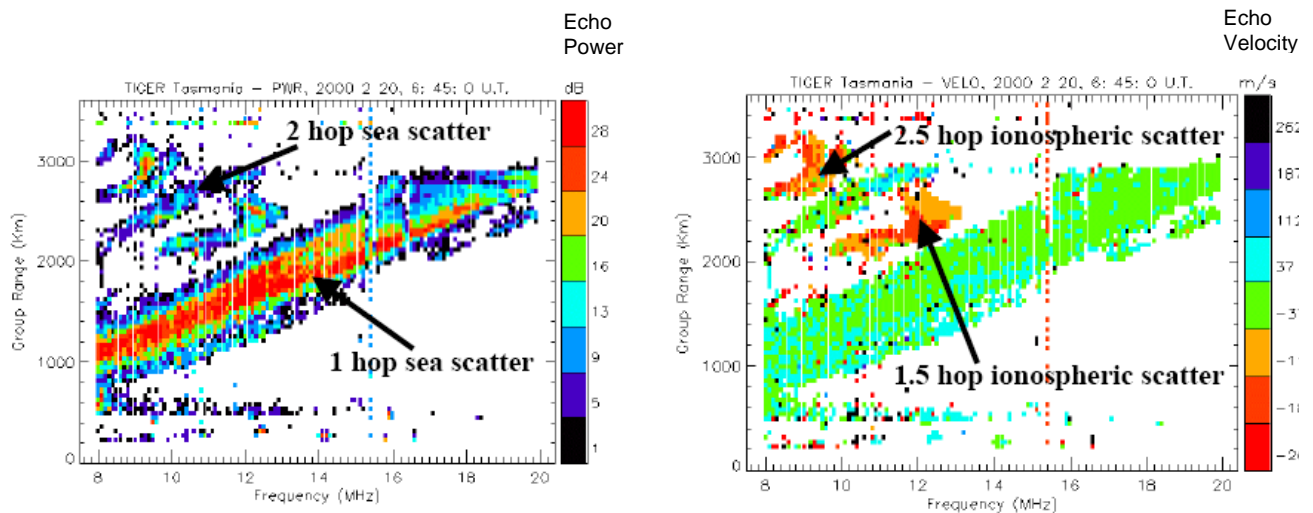 Echo
Power
Echo
Velocity
TIGER Tasmania – PWR, 2000 2 20, 6: 45: 0 U.T.
dB
2 hop sea scatter
1 hop sea scatter
Group Range (Km)
3000
2000
1000
0
8 10 12 14 16 18 20
Frequency (MHz)
28
24
20
16
13
9
5
1
TIGER Tasmania – VELO, 2000 2 20, 6: 45: 0 U.T.
m/s
2.5 hop ionospheric scatter
1.5 hop ionospheric scatter
Group Range (Km)
3000
2000
1000
0
8 10 12 14 16 18 20
Frequency (MHz)
262
187
112
37